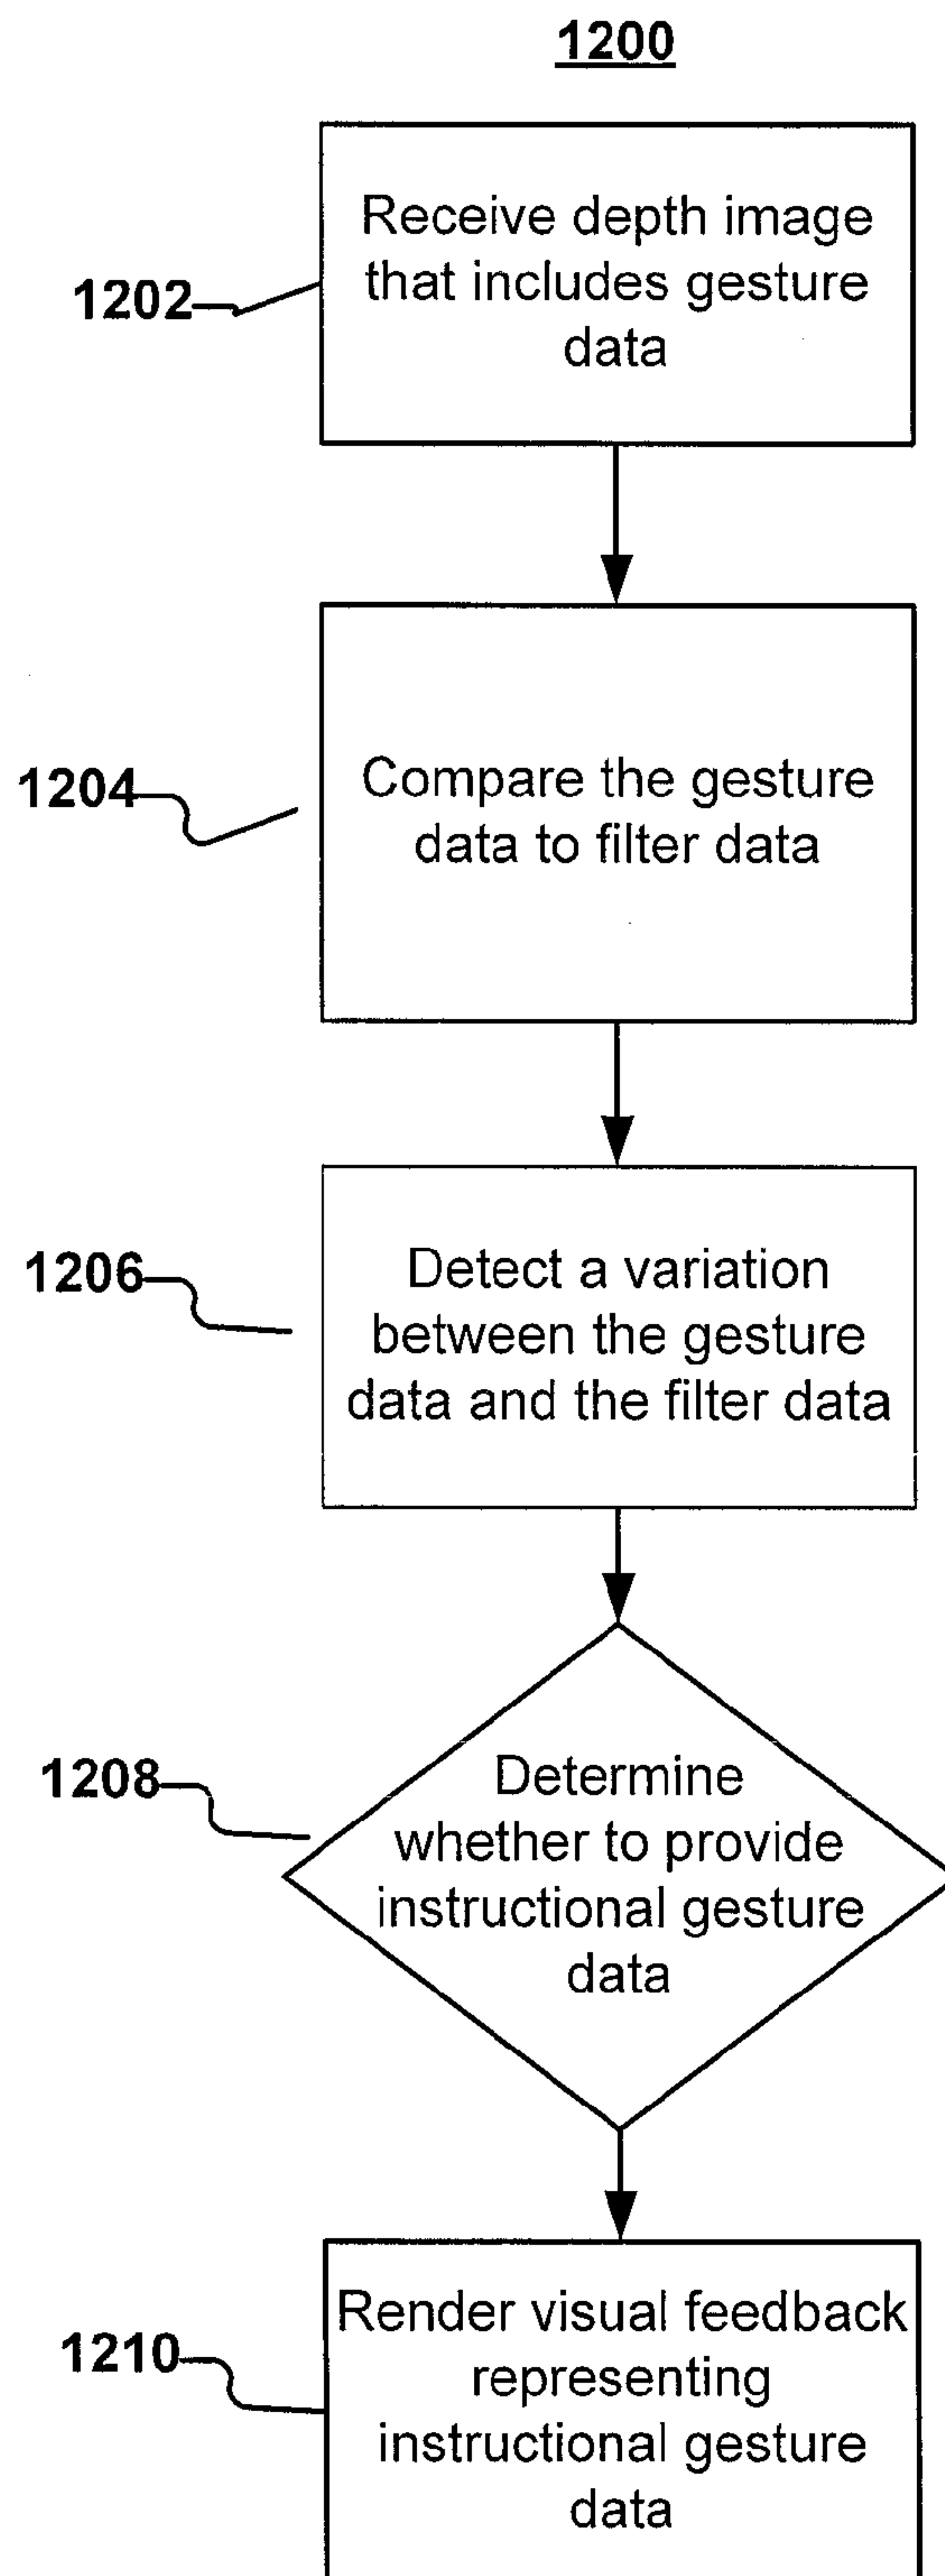 1200
Receive depth image
that includes gesture
data
1202
Compare the gesture
data to filter data
1204
Detect a variation
between the gesture
data and the filter data
1206
Determine
whether to provide
instructional gesture
data
1208
Render visual feedback
representing
instructional gesture
data
1210